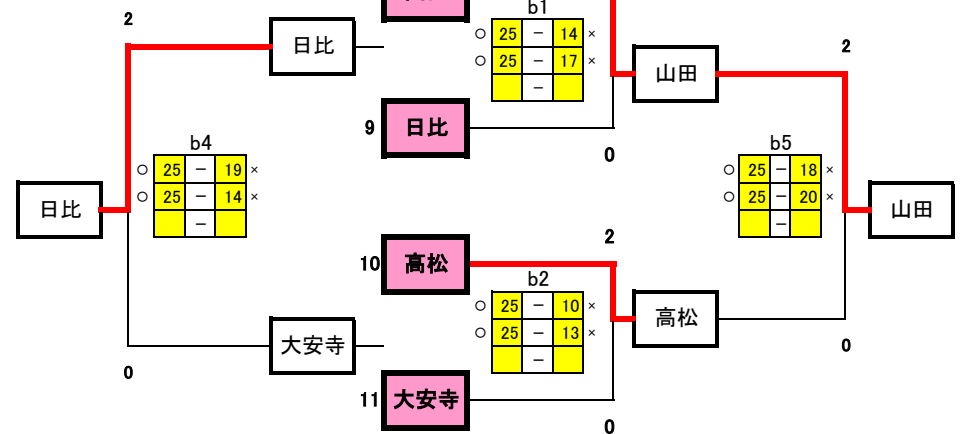 2
日比
b1
○ 25 － 14 ×
○ 25 － 17 ×
－
山田
2
9 日比
0
b4
○ 25 － 19 ×
○ 25 － 14 ×
－
b5
○ 25 － 18 ×
○ 25 － 20 ×
－
日比
山田
2
10 高松
b2
○ 25 － 10 ×
○ 25 － 13 ×
－
高松
大安寺
0
0
11 大安寺
0